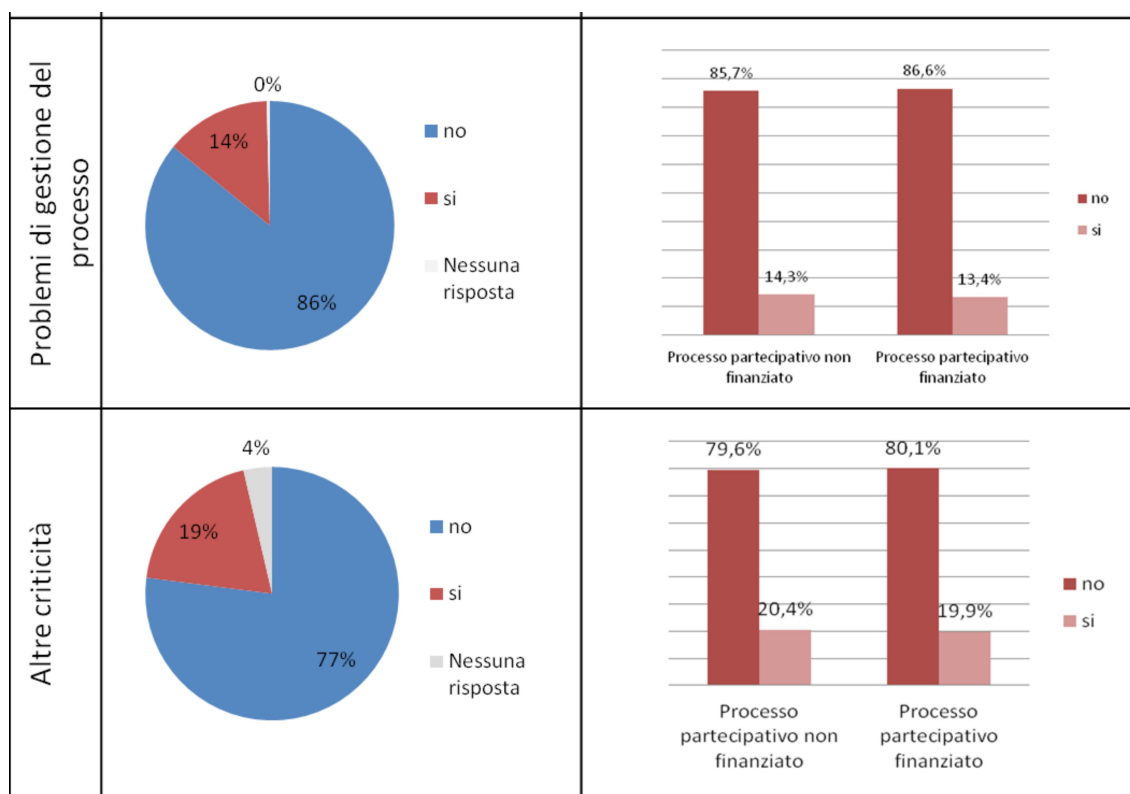 Problemi di gestione del
processo
0%
14%
86%
no
si
Nessuna
risposta
85,7%
86,6%
14,3%
13,4%
no
si
Processo partecipativo non
finanziato
Processo partecipativo
finanziato
Altre criticità
4%
19%
77%
no
si
Nessuna
risposta
79,6%
80,1%
20,4%
19,9%
no
si
Processo
partecipativo non
finanziato
Processo
partecipativo
finanziato